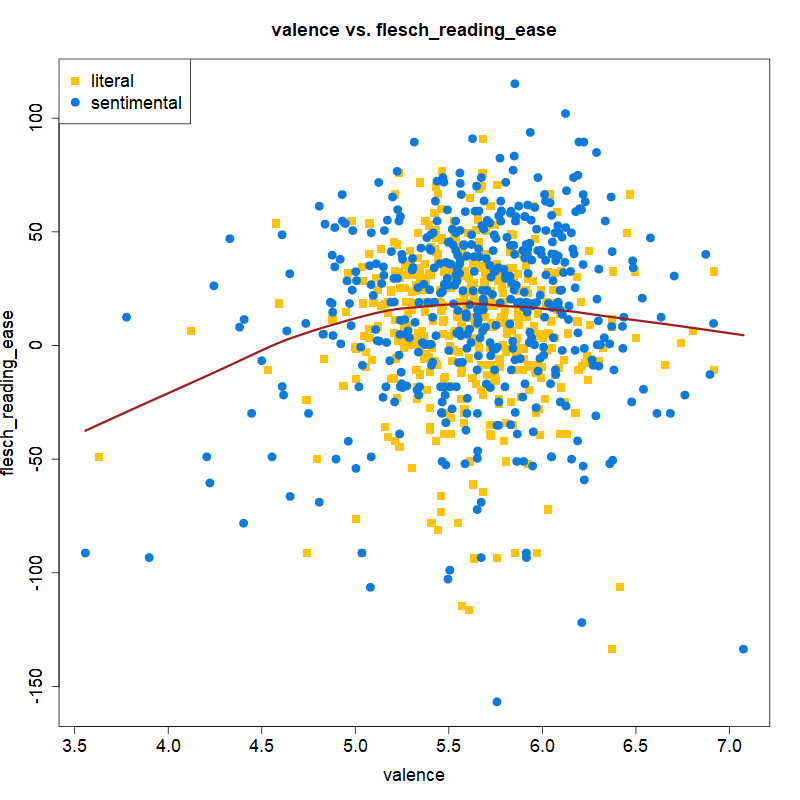 valence vs. flesch_reading_ease
literal
sentimental
flesch_reading_ease
100
50
0
-50
-100
-150
3.5 4.0 4.5 5.0 5.5 6.0 6.5 7.0
valence